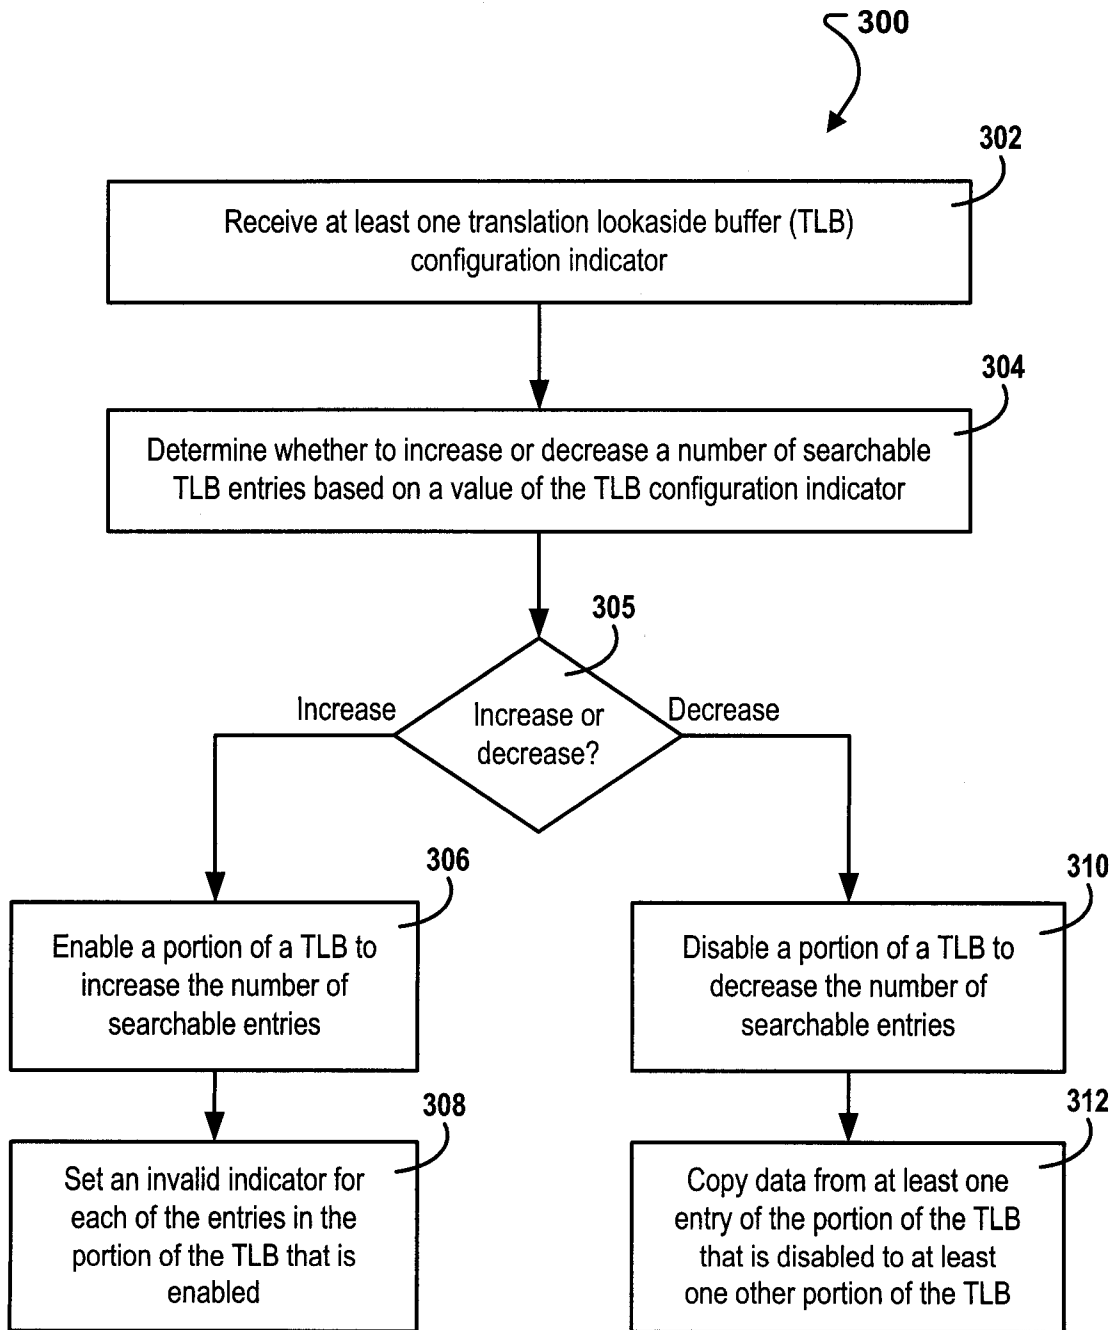 300
302
Receive at least one translation lookaside buffer (TLB)
configuration indicator
304
Determine whether to increase or decrease a number of searchable
TLB entries based on a value of the TLB configuration indicator
305
Increase
Increase or
decrease?
Decrease
306
Enable a portion of a TLB to
increase the number of
searchable entries
310
Disable a portion of a TLB to
decrease the number of
searchable entries
308
Set an invalid indicator for
each of the entries in the
portion of the TLB that is
enabled
312
Copy data from at least one
entry of the portion of the TLB
that is disabled to at least
one other portion of the TLB